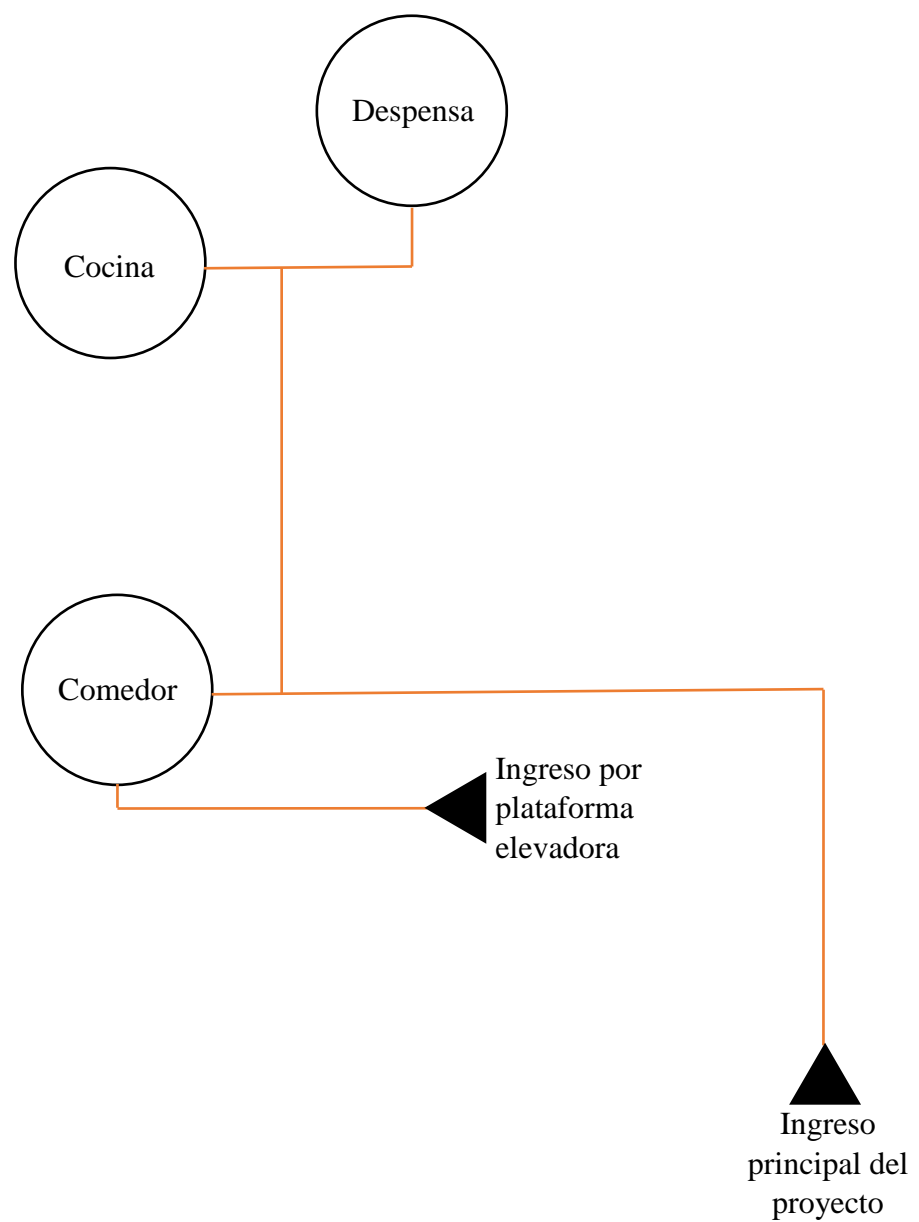 Despensa
Cocina
Comedor
Ingreso por
plataforma
elevadora
Ingreso
principal del
proyecto